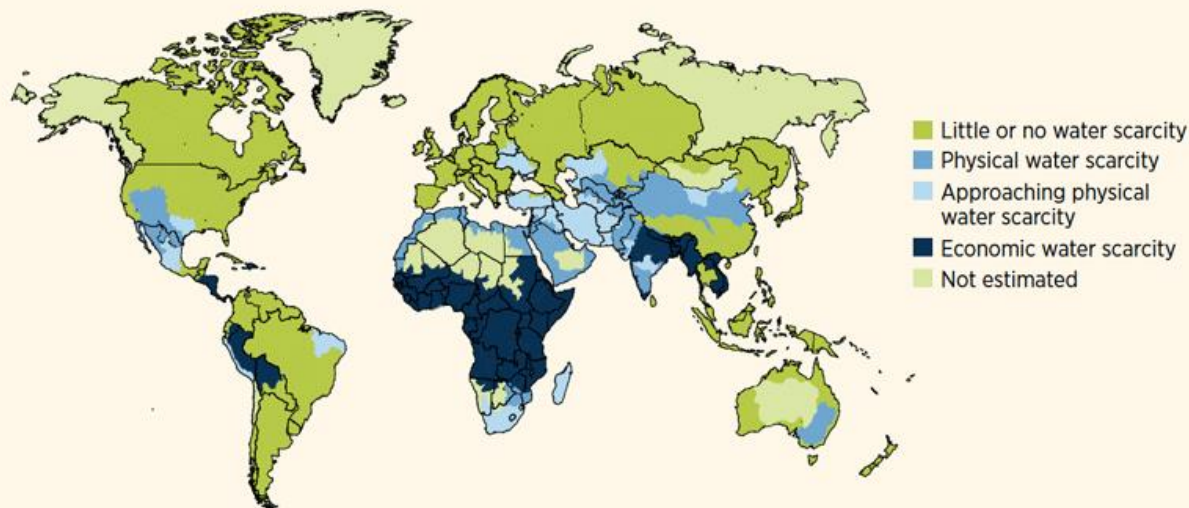 Little or no water scarcity
Physical water scarcity
Approaching physical
water scarcity
Economic water scarcity
Not estimated